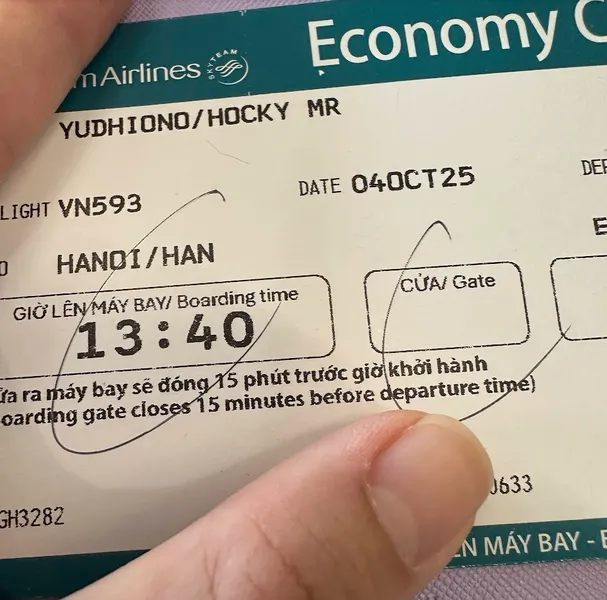 Airlines SKYTEAM Economy
YUDHIONO/HOCKY MR
LIGHT VN593 DATE 04OCT25
HANOI/HAN
GIỜ LÊN MÁY BAY/ Boarding time CỬA/ Gate
13:40
ra máy bay sẽ đóng 15 phút trước giờ khởi hành
oarding gate closes 15 minutes before departure time)
GH3282 0633
N MÁY BAY -